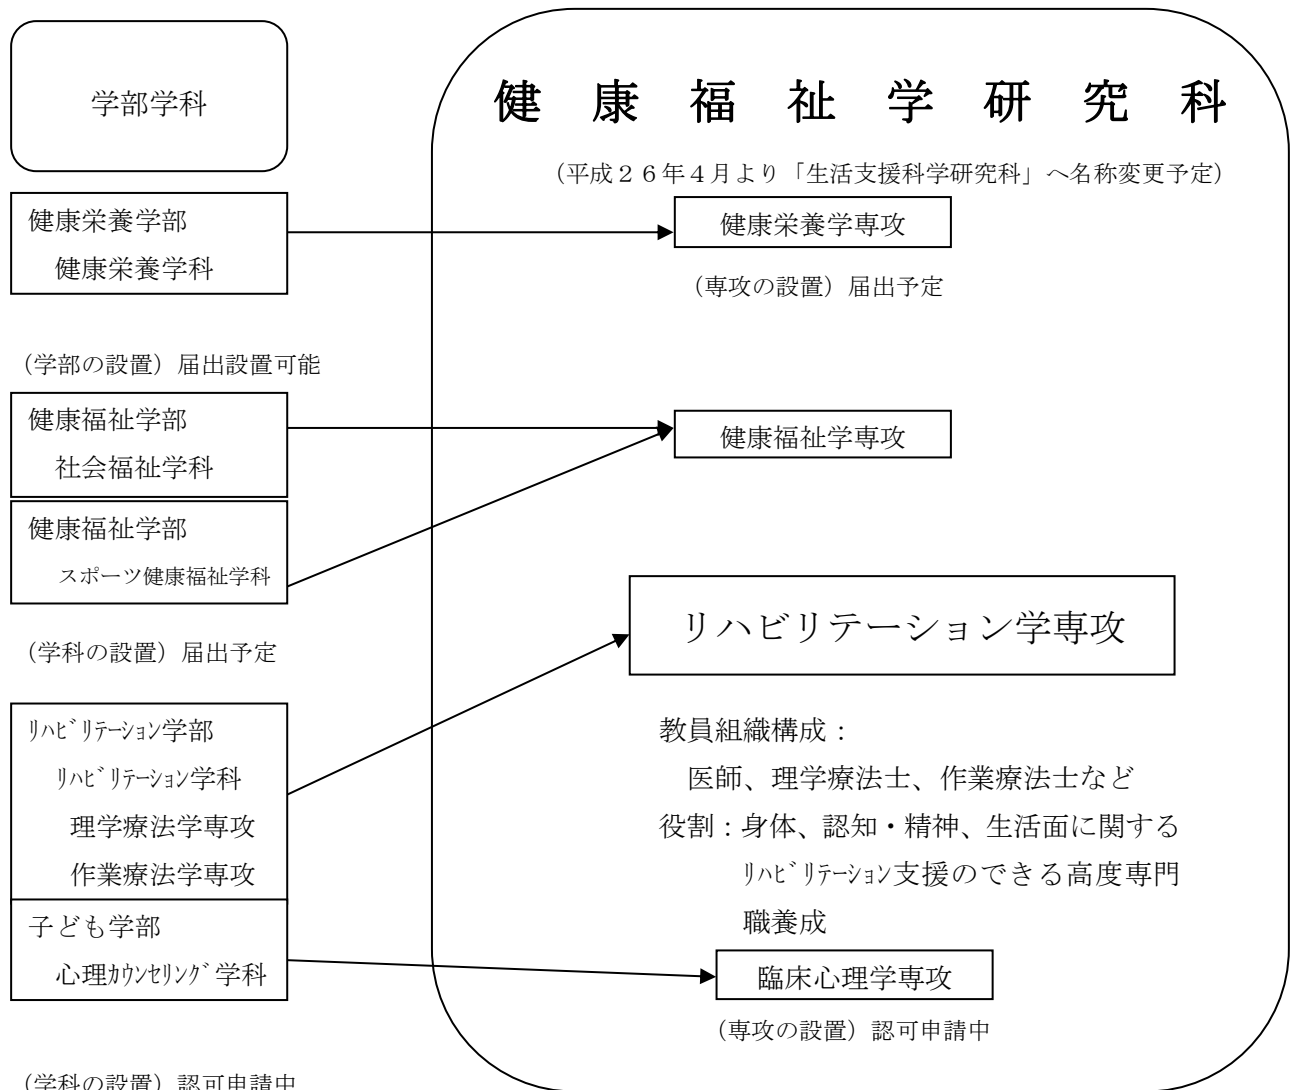 学部学科
健康福祉学研究科
（平成２６年４月より「生活支援科学研究科」へ名称変更予定）
健康栄養学部
健康栄養学科
健康栄養学専攻
（専攻の設置）届出予定
（学部の設置）届出設置可能
健康福祉学部
社会福祉学科
健康福祉学専攻
健康福祉学部
スポーツ健康福祉学科
（学科の設置）届出予定
リハビリテーション学専攻
ﾘﾊﾋﾞﾘﾃｰｼｮﾝ学部
ﾘﾊﾋﾞﾘﾃｰｼｮﾝ学科
理学療法学専攻
作業療法学専攻
教員組織構成：
医師、理学療法士、作業療法士など
役割：身体、認知・精神、生活面に関する
ﾘﾊﾋﾞﾘﾃｰｼｮﾝ支援のできる高度専門
職養成
子ども学部
心理ｶｳﾝｾﾘﾝｸﾞ学科
臨床心理学専攻
（専攻の設置）認可申請中
（学科の設置）認可申請中